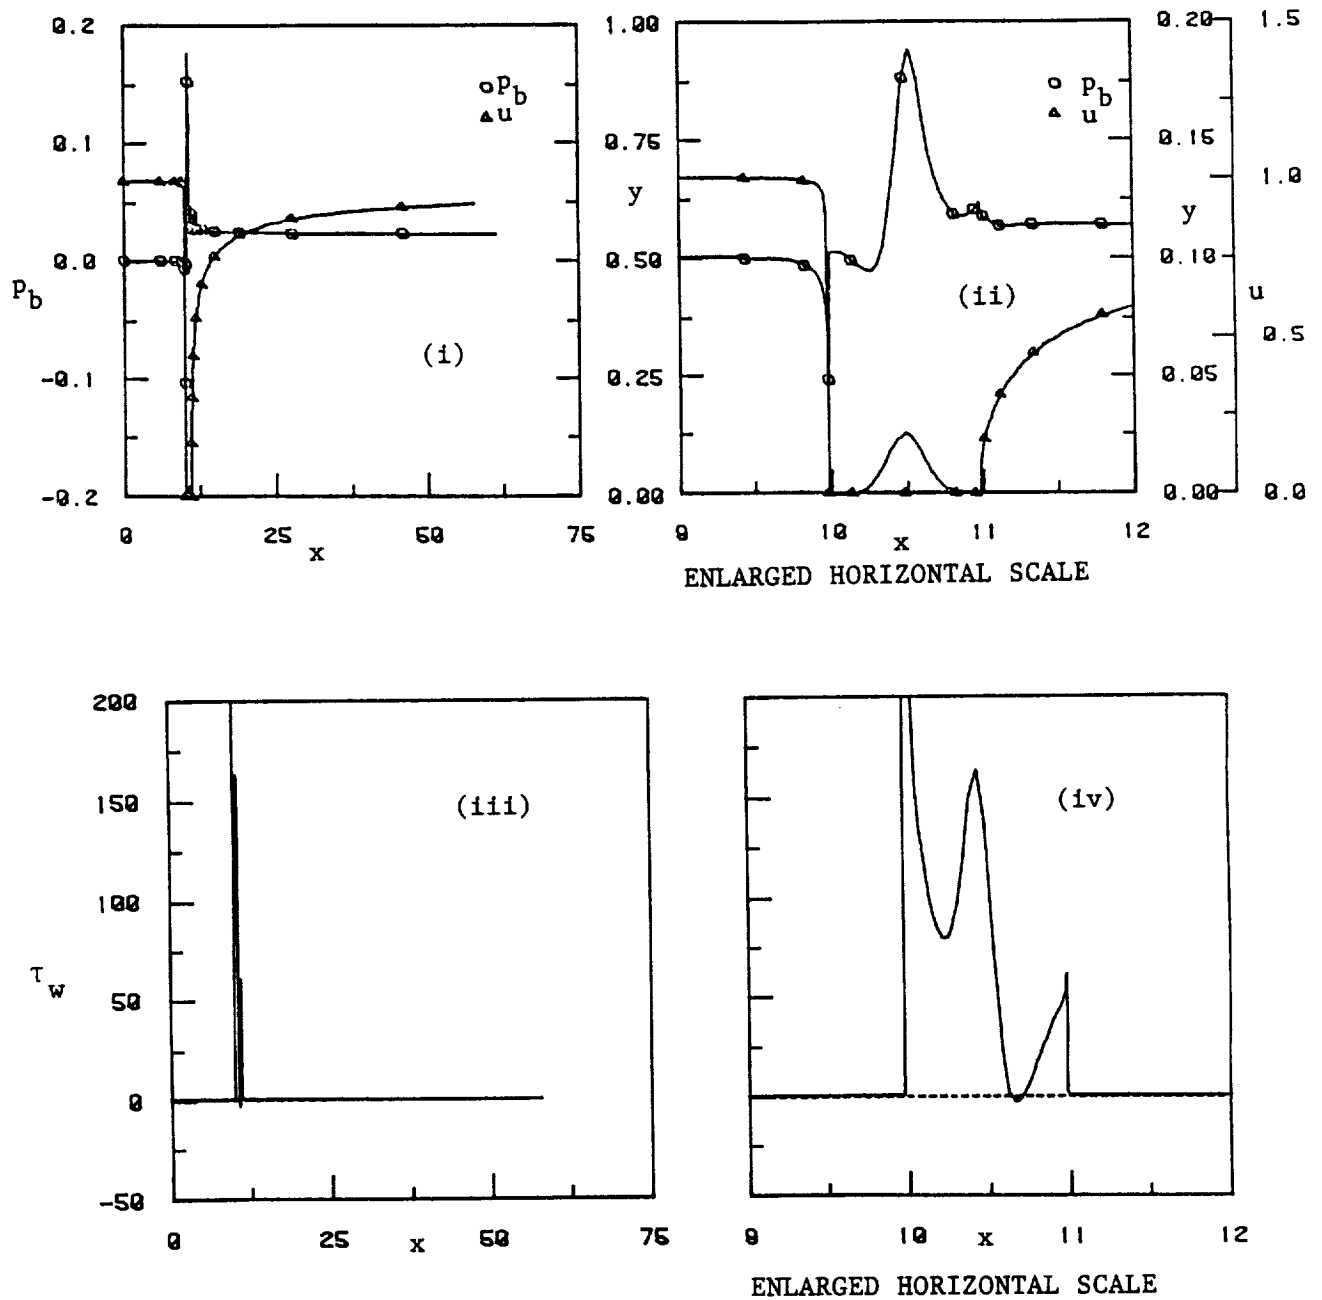 0.2
0.1
0.0
p_b
-0.1
-0.2
0 25 50 75
x
p_b
u
(i)
1.00
0.75
y
0.50
0.25
0.00
p_b
u
(ii)
9 10 11 12
x
ENLARGED HORIZONTAL SCALE
0.20 1.5
0.15
1.0
y
0.10
u
0.5
0.05
0.00 0.0
200
150
100
τ_w
50
0
-50
0 25 50 75
x
(iii)
(iv)
9 10 11 12
x
ENLARGED HORIZONTAL SCALE